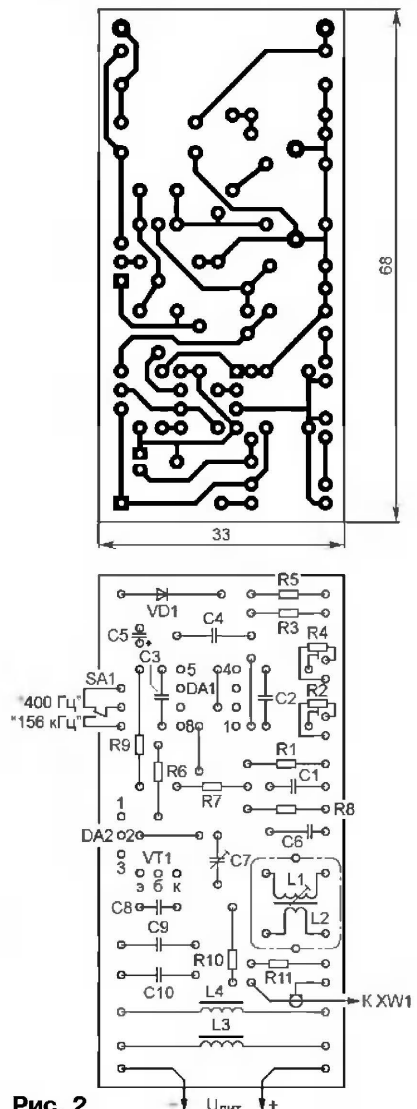 68
33
R5
VD1
R3
C5
+
C4
R4
C3
SA1
5
4
DA1
C2
R2
"400 Гц"
"156 кГц"
8
1
R9
R6
R1
C1
R7
R8
1
DA2
2
3
C6
VT1
C7
э б к
L1
C8
L2
C9
R10
R11
C10
L4
К XW1
L3
Рис. 2
- Uпит +